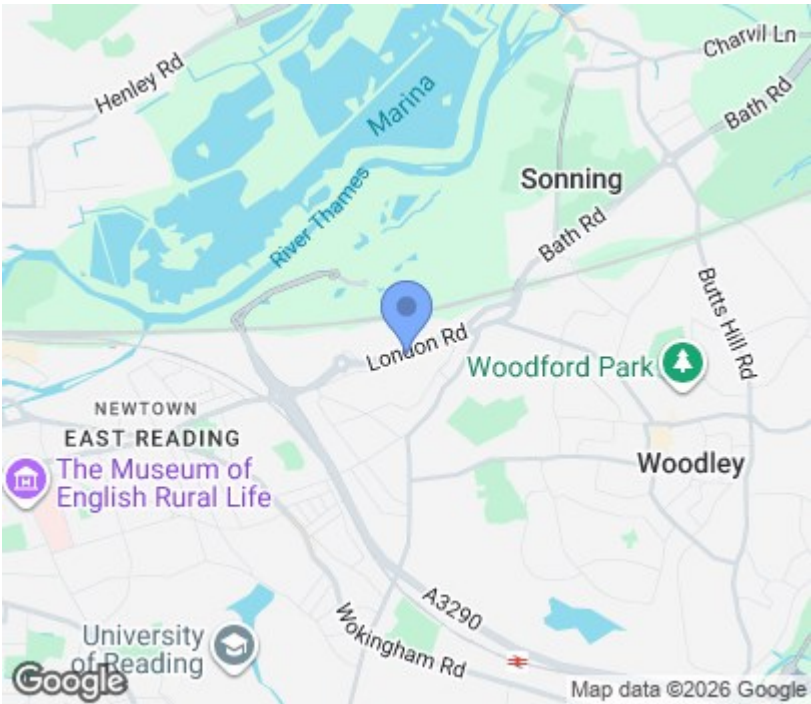 Charvil Ln
Henley Rd
Marina
Bath Rd
Sonning
River Thames
Bath Rd
Butts Hill Rd
London Rd
Woodford Park
NEWTOWN
EAST READING
The Museum of
English Rural Life
Woodley
A3290
Wokingham Rd
University
of Reading
Google
Map data ©2026 Google